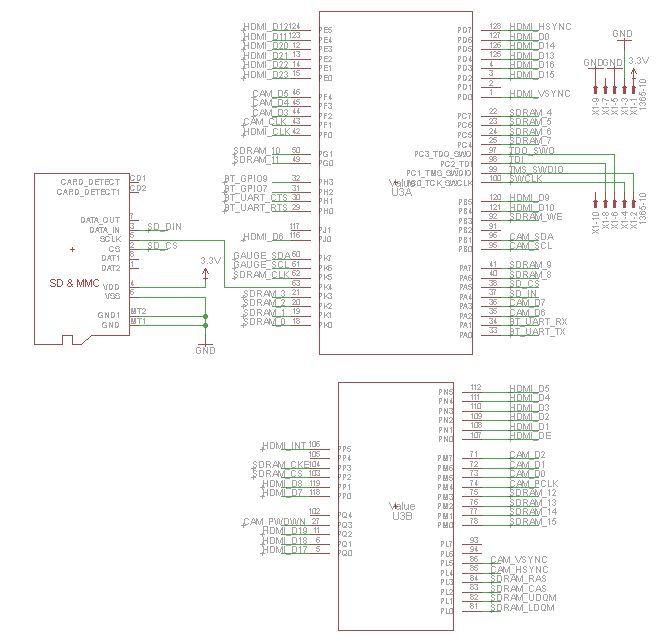 HDMI_D12 124 PE5
HDMI_D11 123 PE4
HDMI_D20 12 PE3
HDMI_D21 13 PE2
HDMI_D22 14 PE1
HDMI_D23 15 PE0
CAM_D5 46 PF4
CAM_D4 45 PF3
CAM_D3 44 PF2
CAM_CLK 43 PF1
HDMI_CLK 42 PF0
SDRAM_10 50 PG1
SDRAM_11 49 PG0
BT_GPIO9 32 PH3
BT_GPIO7 31 PH2
BT_UART_CTS 30 PH1
BT_UART_RTS 29 PH0
117 PJ1
HDMI_D6 116 PJ0
GAUGE_SDA 60 PK7
GAUGE_SCL 61 PK6
SDRAM_CLK 62 PK5
63 PK4
SDRAM_3 21 PK3
SDRAM_2 20 PK2
SDRAM_1 19 PK1
SDRAM_0 18 PK0
Value
U3A
PD7 128 HDMI_HSYNC
PD6 127 HDMI_D0
PD5 126 HDMI_D14
PD4 125 HDMI_D13
PD3 4 HDMI_D16
PD2 3 HDMI_D15
PD1 2
PD0 1 HDMI_VSYNC
PC7 22 SDRAM_4
PC6 23 SDRAM_5
PC5 24 SDRAM_6
PC4 25 SDRAM_7
PC3_TDO_SWO 97 TDO_SWO
PC2_TDI 98 TDI
PC1_TMS_SWDIO 99 TMS_SWDIO
PC0_TCK_SWCLK 100 SWCLK
PB5 120 HDMI_D9
PB4 121 HDMI_D10
PB3 92 SDRAM_WE
PB2 91
PB1 96 CAM_SDA
PB0 95 CAM_SCL
PA7 41 SDRAM_9
PA6 40 SDRAM_8
PA5 38 SD_CS
PA4 37 SD_IN
PA3 36 CAM_D7
PA2 35 CAM_D6
PA1 34 BT_UART_RX
PA0 33 BT_UART_TX
GND
GND GND 3.3V
X1-9 X1-7 X1-5 X1-3 X1-1 1365-10
X1-10 X1-8 X1-6 X1-4 X1-2 1365-10
CARD_DETECT CD1
CARD_DETECT1 CD2
DATA_OUT 7
DATA_IN 3 SD_DIN
SCLK 5
CS 2 SD_CS
DAT1 8
DAT2 1
SD & MMC
VDD 4
VSS 6
GND1 MT2
GND MT1
3.3V
GND
HDMI_INT 106 PP5
105 PP4
SDRAM_CKE 104 PP3
SDRAM_CS 103 PP2
HDMI_D8 119 PP1
HDMI_D7 118 PP0
102 PQ4
CAM_PWDWN 27 PQ3
HDMI_D19 11 PQ2
HDMI_D18 6 PQ1
HDMI_D17 5 PQ0
Value
U3B
PN5 112 HDMI_D5
PN4 111 HDMI_D4
PN3 110 HDMI_D3
PN2 109 HDMI_D2
PN1 108 HDMI_D1
PN0 107 HDMI_DE
PM7 71 CAM_D2
PM6 72 CAM_D1
PM5 73 CAM_D0
PM4 74 CAM_PCLK
PM3 75 SDRAM_12
PM2 76 SDRAM_13
PM1 77 SDRAM_14
PM0 78 SDRAM_15
PL7 93
PL6 94
PL5 86 CAM_VSYNC
PL4 85 CAM_HSYNC
PL3 84 SDRAM_RAS
PL2 83 SDRAM_CAS
PL1 82 SDRAM_UDQM
PL0 81 SDRAM_LDQM